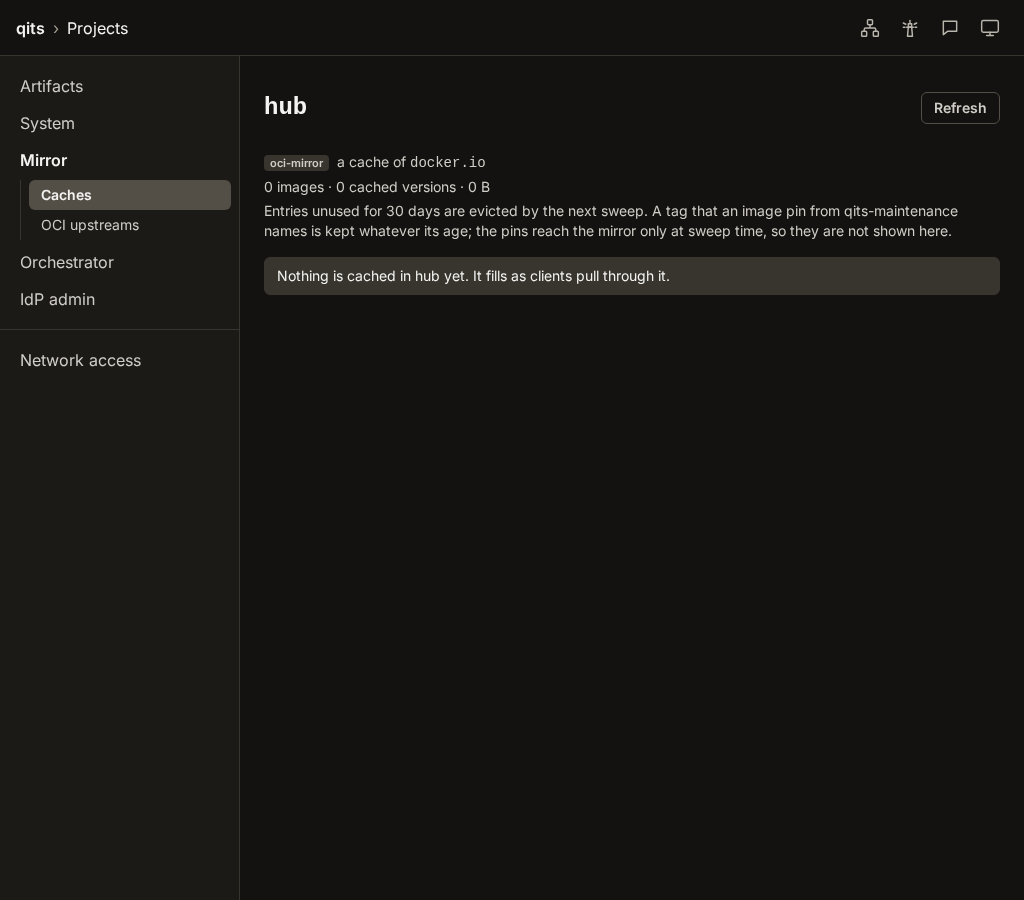 qits › Projects
Artifacts
System
Mirror
Caches
OCI upstreams
Orchestrator
IdP admin
Network access
hub
Refresh
oci-mirror a cache of docker.io
0 images · 0 cached versions · 0 B
Entries unused for 30 days are evicted by the next sweep. A tag that an image pin from qits-maintenance
names is kept whatever its age; the pins reach the mirror only at sweep time, so they are not shown here.
Nothing is cached in hub yet. It fills as clients pull through it.